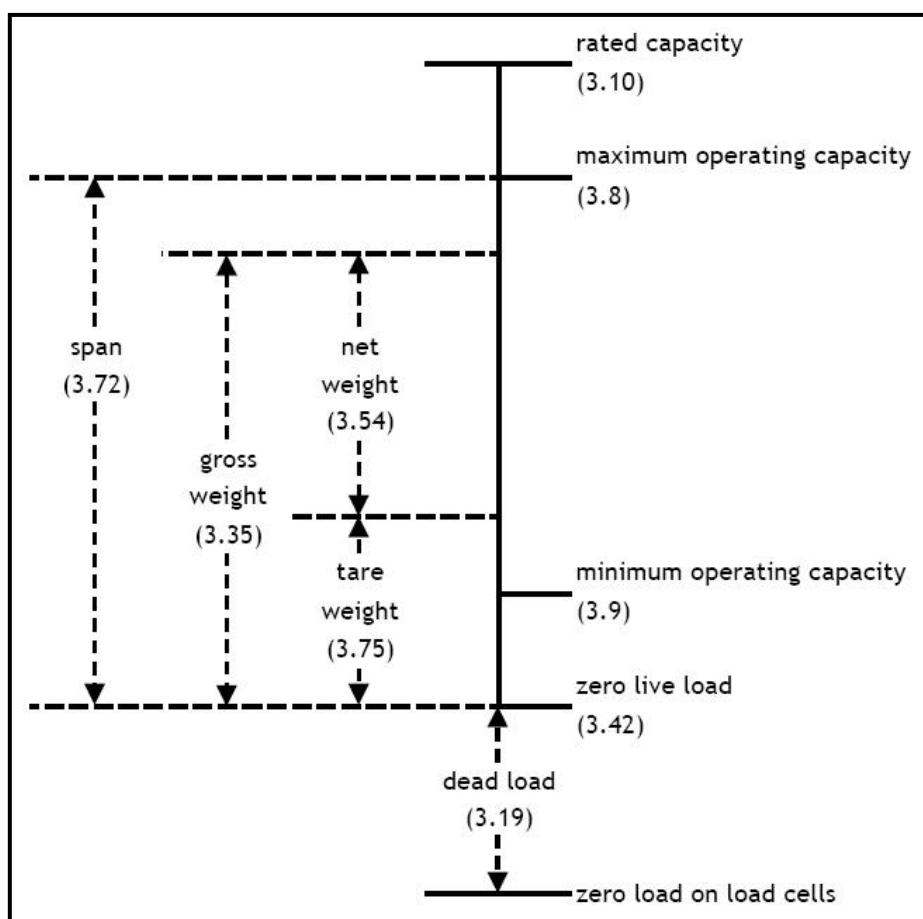 rated capacity
(3.10)
maximum operating capacity
(3.8)
span
(3.72)
net
weight
(3.54)
gross
weight
(3.35)
tare
weight
(3.75)
minimum operating capacity
(3.9)
zero live load
(3.42)
dead load
(3.19)
zero load on load cells